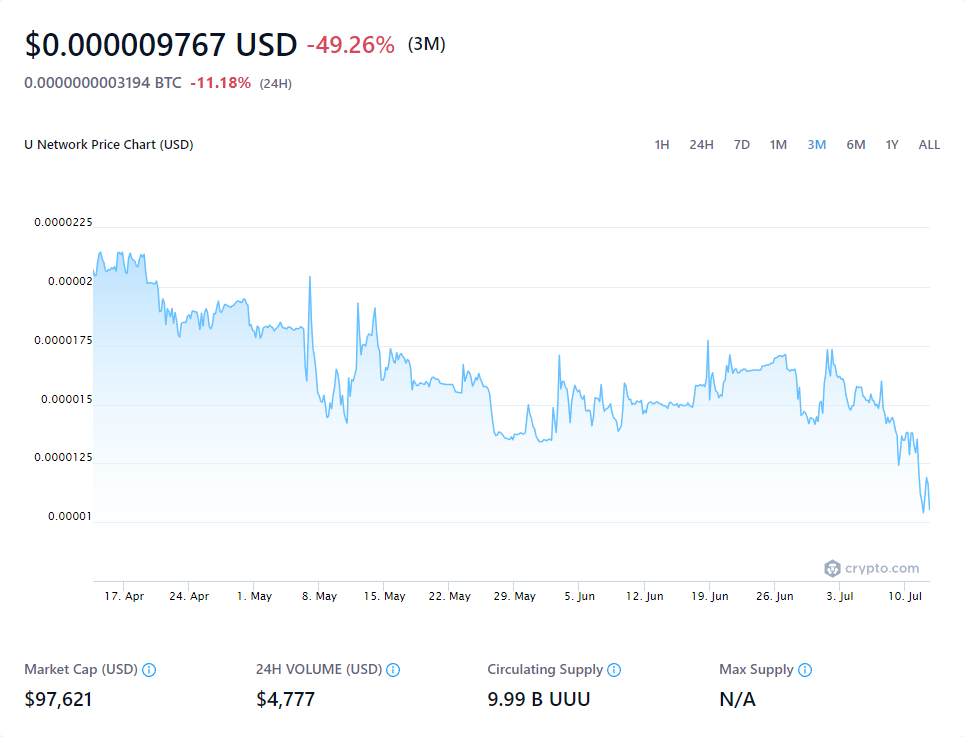 $0.000009767 USD -49.26% (3M)
0.0000000003194 BTC -11.18% (24H)
U Network Price Chart (USD)
1H 24H 7D 1M 3M 6M 1Y ALL
0.0000225
0.00002
0.0000175
0.000015
0.0000125
0.00001
crypto.com
17. Apr 24. Apr 1. May 8. May 15. May 22. May 29. May 5. Jun 12. Jun 19. Jun 26. Jun 3. Jul 10. Jul
Market Cap (USD) 24H VOLUME (USD) Circulating Supply Max Supply
$97,621 $4,777 9.99 B UUU N/A